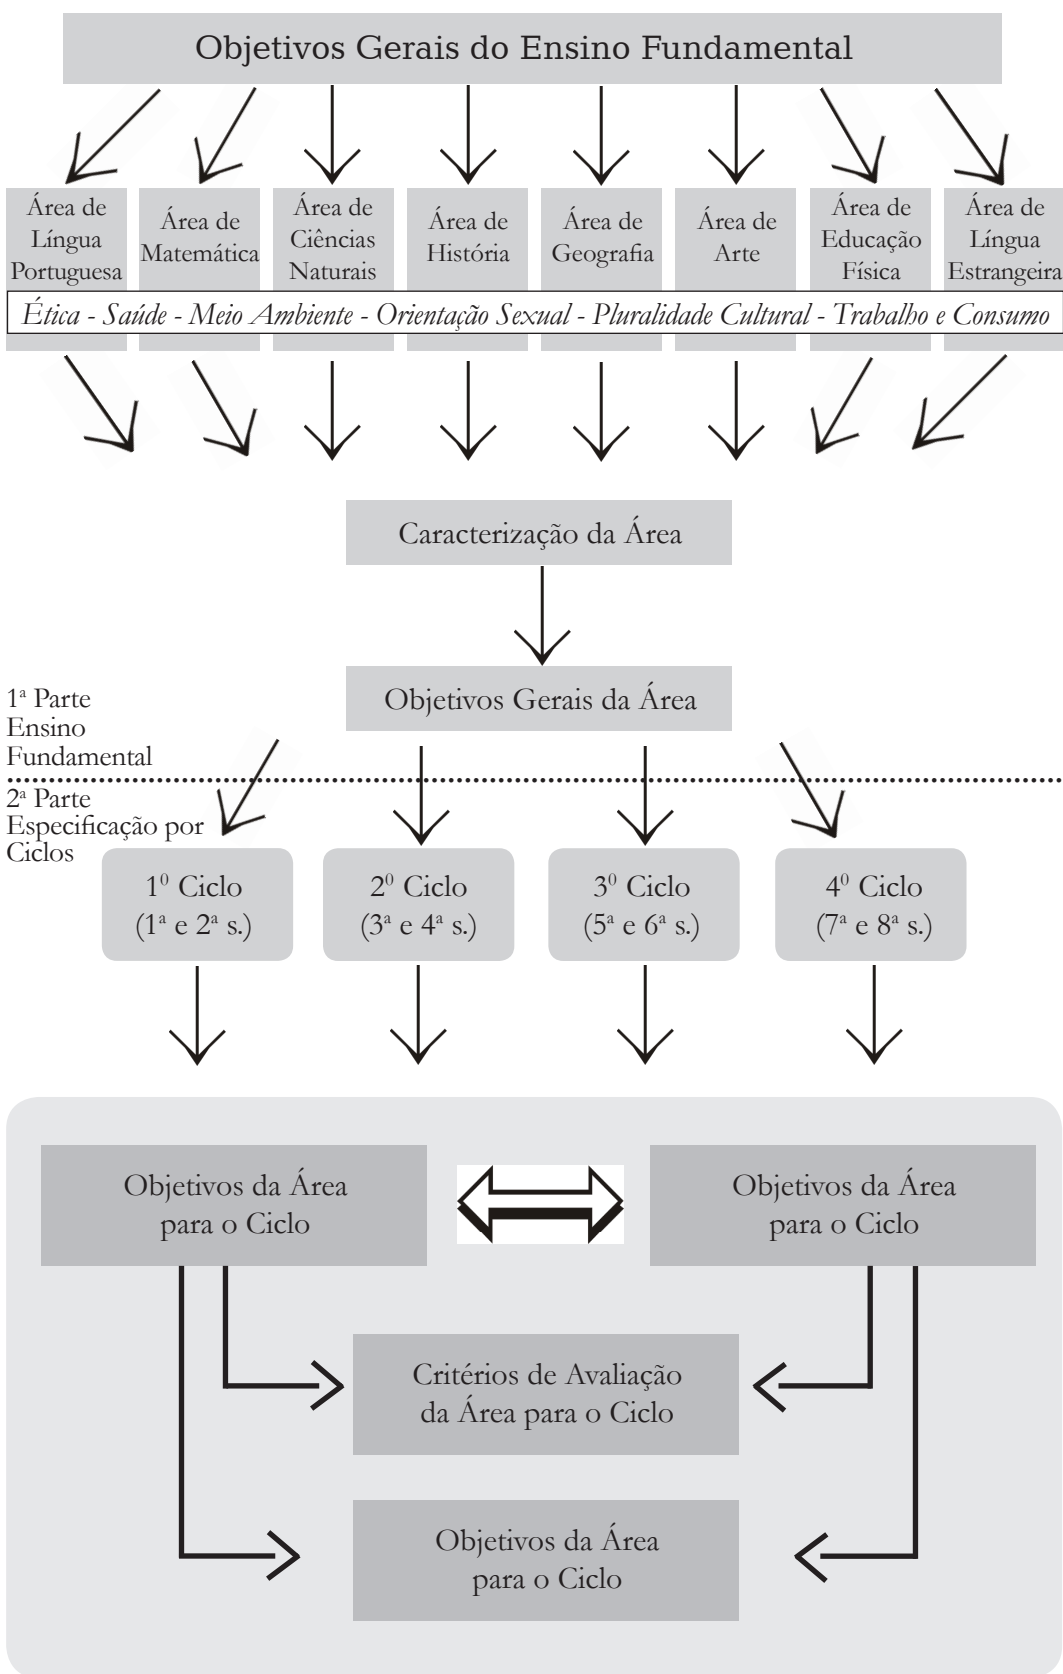 Objetivos Gerais do Ensino Fundamental
Área de
Língua
Portuguesa
Área de
Matemática
Área de
Ciências
Naturais
Área de
História
Área de
Geografia
Área de
Arte
Área de
Educação
Física
Área de
Língua
Estrangeira
Ética - Saúde - Meio Ambiente - Orientação Sexual - Pluralidade Cultural - Trabalho e Consumo
Caracterização da Área
Objetivos Gerais da Área
1ª Parte
Ensino
Fundamental
2ª Parte
Especificação por
Ciclos
1⁰ Ciclo
(1ª e 2ª s.)
2⁰ Ciclo
(3ª e 4ª s.)
3⁰ Ciclo
(5ª e 6ª s.)
4⁰ Ciclo
(7ª e 8ª s.)
Objetivos da Área
para o Ciclo
Objetivos da Área
para o Ciclo
Critérios de Avaliação
da Área para o Ciclo
Objetivos da Área
para o Ciclo